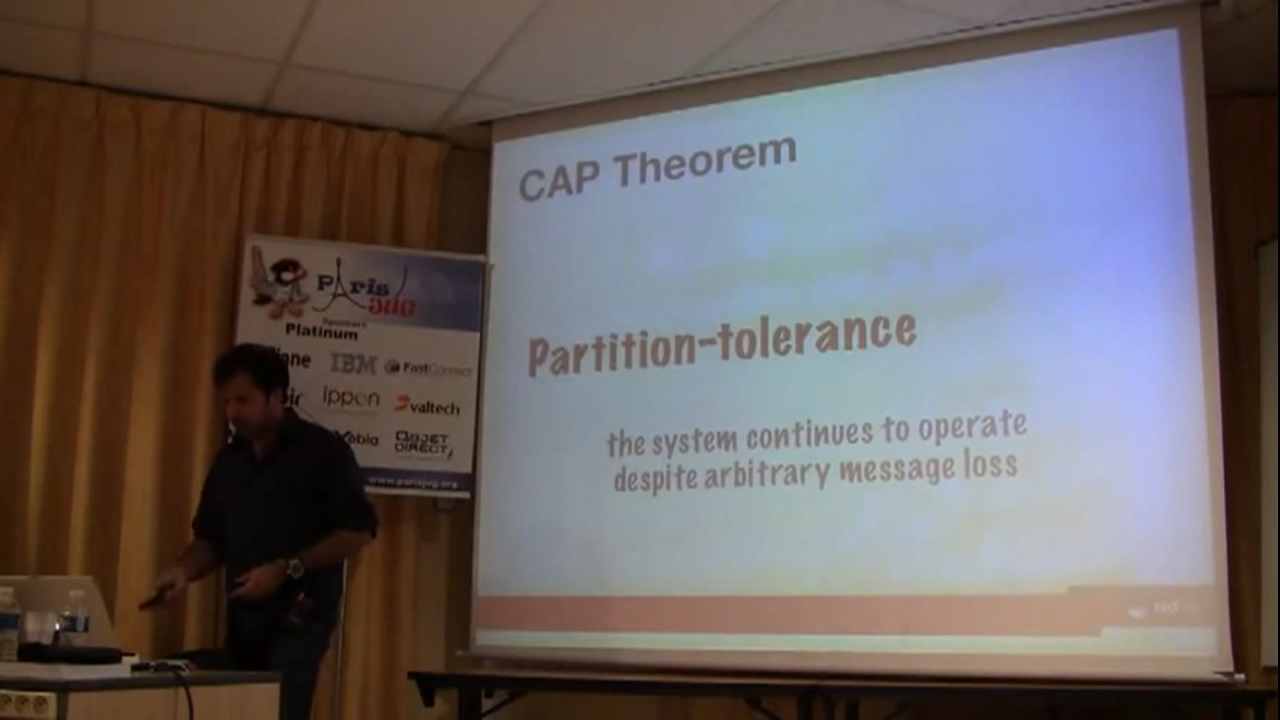 CAP Theorem
Partition-tolerance
the system continues to operate
despite arbitrary message loss
Paris
JUG
Sponsors
Platinum
IBM FastConnect
ippon valtech
OBJET
DIRECT
www.parisjug.org